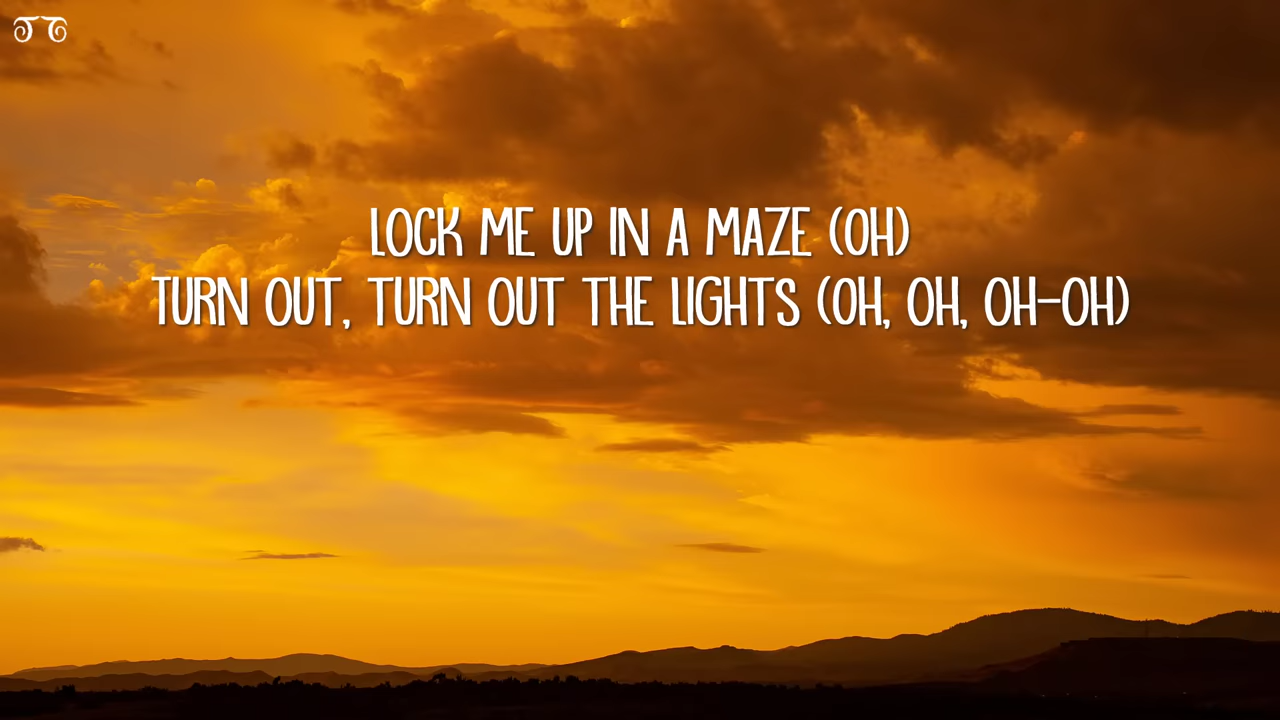 LOCK ME UP IN A MAZE (OH)
TURN OUT, TURN OUT THE LIGHTS (OH, OH, OH-OH)